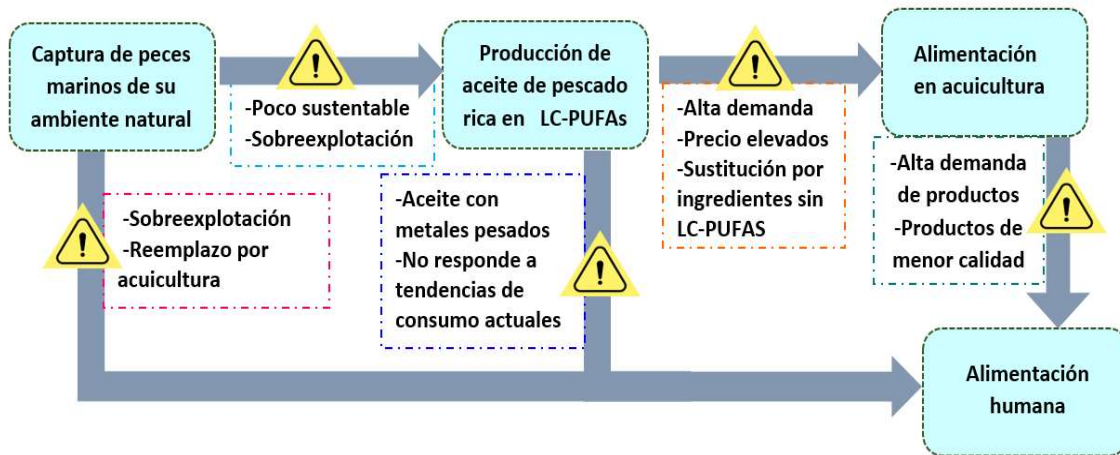 Captura de peces
marinos de su
ambiente natural
-Poco sustentable
-Sobreexplotación
Producción de
aceite de pescado
rica en LC-PUFAs
-Alta demanda
-Precio elevados
-Sustitución por
ingredientes sin
LC-PUFAS
Alimentación
en acuicultura
-Sobreexplotación
-Reemplazo por
acuicultura
-Aceite con
metales pesados
-No responde a
tendencias de
consumo actuales
-Alta demanda
de productos
-Productos de
menor calidad
Alimentación
humana